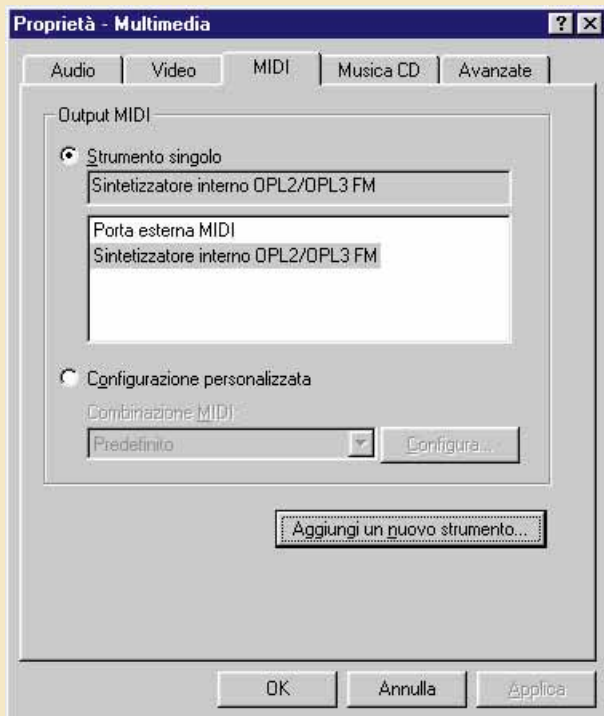 Proprietà - Multimedia
Audio Video MIDI Musica CD Avanzate
Output MIDI
Strumento singolo
Sintetizzatore interno OPL2/OPL3 FM
Porta esterna MIDI
Sintetizzatore interno OPL2/OPL3 FM
Configurazione personalizzata
Combinazione MIDI
Predefinito Configura...
Aggiungi un nuovo strumento...
OK Annulla Applica